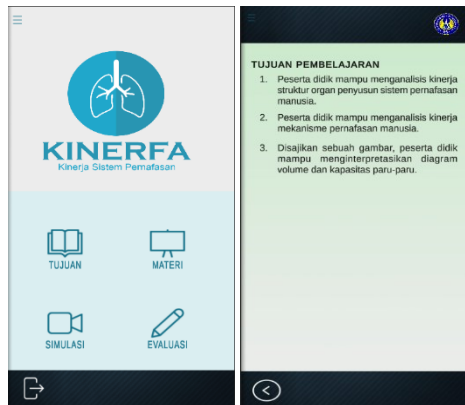 KINERFA
Kinerja Sistem Pernafasan
TUJUAN
MATERI
SIMULASI
EVALUASI
TUJUAN PEMBELAJARAN
1. Peserta didik mampu menganalisis kinerja
struktur organ penyusun sistem pernafasan
manusia.
2. Peserta didik mampu menganalisis kinerja
mekanisme pernafasan manusia.
3. Disajikan sebuah gambar, peserta didik
mampu menginterpretasikan diagram
volume dan kapasitas paru-paru.